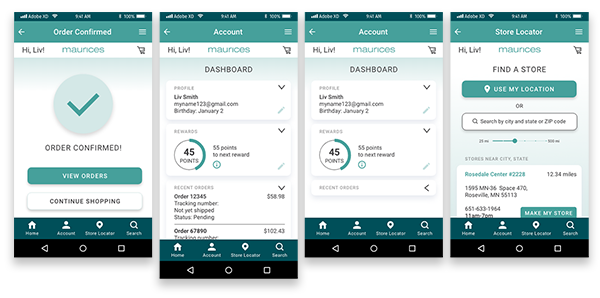 Adobe XD 9:41 AM
Order Confirmed
Hi, Liv! maurices
ORDER CONFIRMED!
VIEW ORDERS
CONTINUE SHOPPING
Home Account Store Locator Search
Adobe XD 9:41 AM
Account
Hi, Liv! maurices
DASHBOARD
PROFILE
Liv Smith
myname123@gmail.com
Birthday: January 2
REWARDS
45
POINTS
55 points
to next reward
RECENT ORDERS
Order 12345 $58.98
Tracking number:
Not yet shipped
Status: Pending
Order 67890 $102.43
Tracking number:
Home Account Store Locator Search
Adobe XD 9:41 AM
Account
Hi, Liv! maurices
DASHBOARD
PROFILE
Liv Smith
myname123@gmail.com
Birthday: January 2
REWARDS
45
POINTS
55 points
to next reward
RECENT ORDERS
Home Account Store Locator Search
Adobe XD 9:41 AM
Store Locator
Hi, Liv! maurices
FIND A STORE
USE MY LOCATION
OR
Search by city and state or ZIP code
25 mi 500 mi
STORES NEAR CITY, STATE
Rosedale Center #2228 12.34 miles
1595 MN-36 Space 470,
Roseville, MN 55113
651-633-1964
11am-7pm
MAKE MY STORE
Home Account Store Locator Search